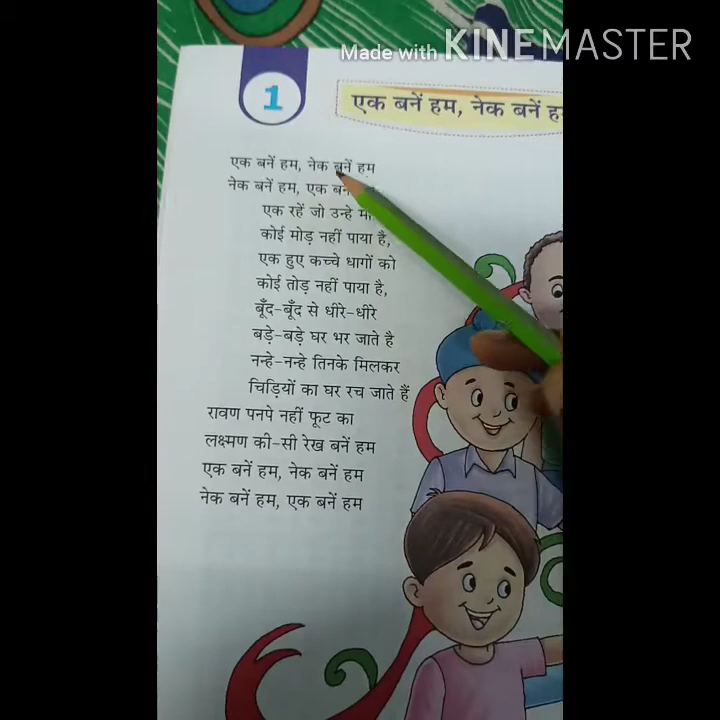 Made with KINEMASTER
1
एक बनें हम, नेक बनें
एक बनें हम, नेक बनें हम
नेक बनें हम, एक
एक रहें जो उन्हे
कोई मोड़ नहीं पाया है,
एक हुए कच्चे धागों को
कोई तोड़ नहीं पाया है,
बूँद-बूँद से धीरे-धीरे
बड़े-बड़े घर भर जाते है
नन्हे-नन्हे तिनके मिलकर
चिड़ियों का घर रच जाते हैं
रावण पनपे नहीं फूट का
लक्ष्मण की-सी रेख बनें हम
एक बनें हम, नेक बनें हम
नेक बनें हम, एक बनें हम